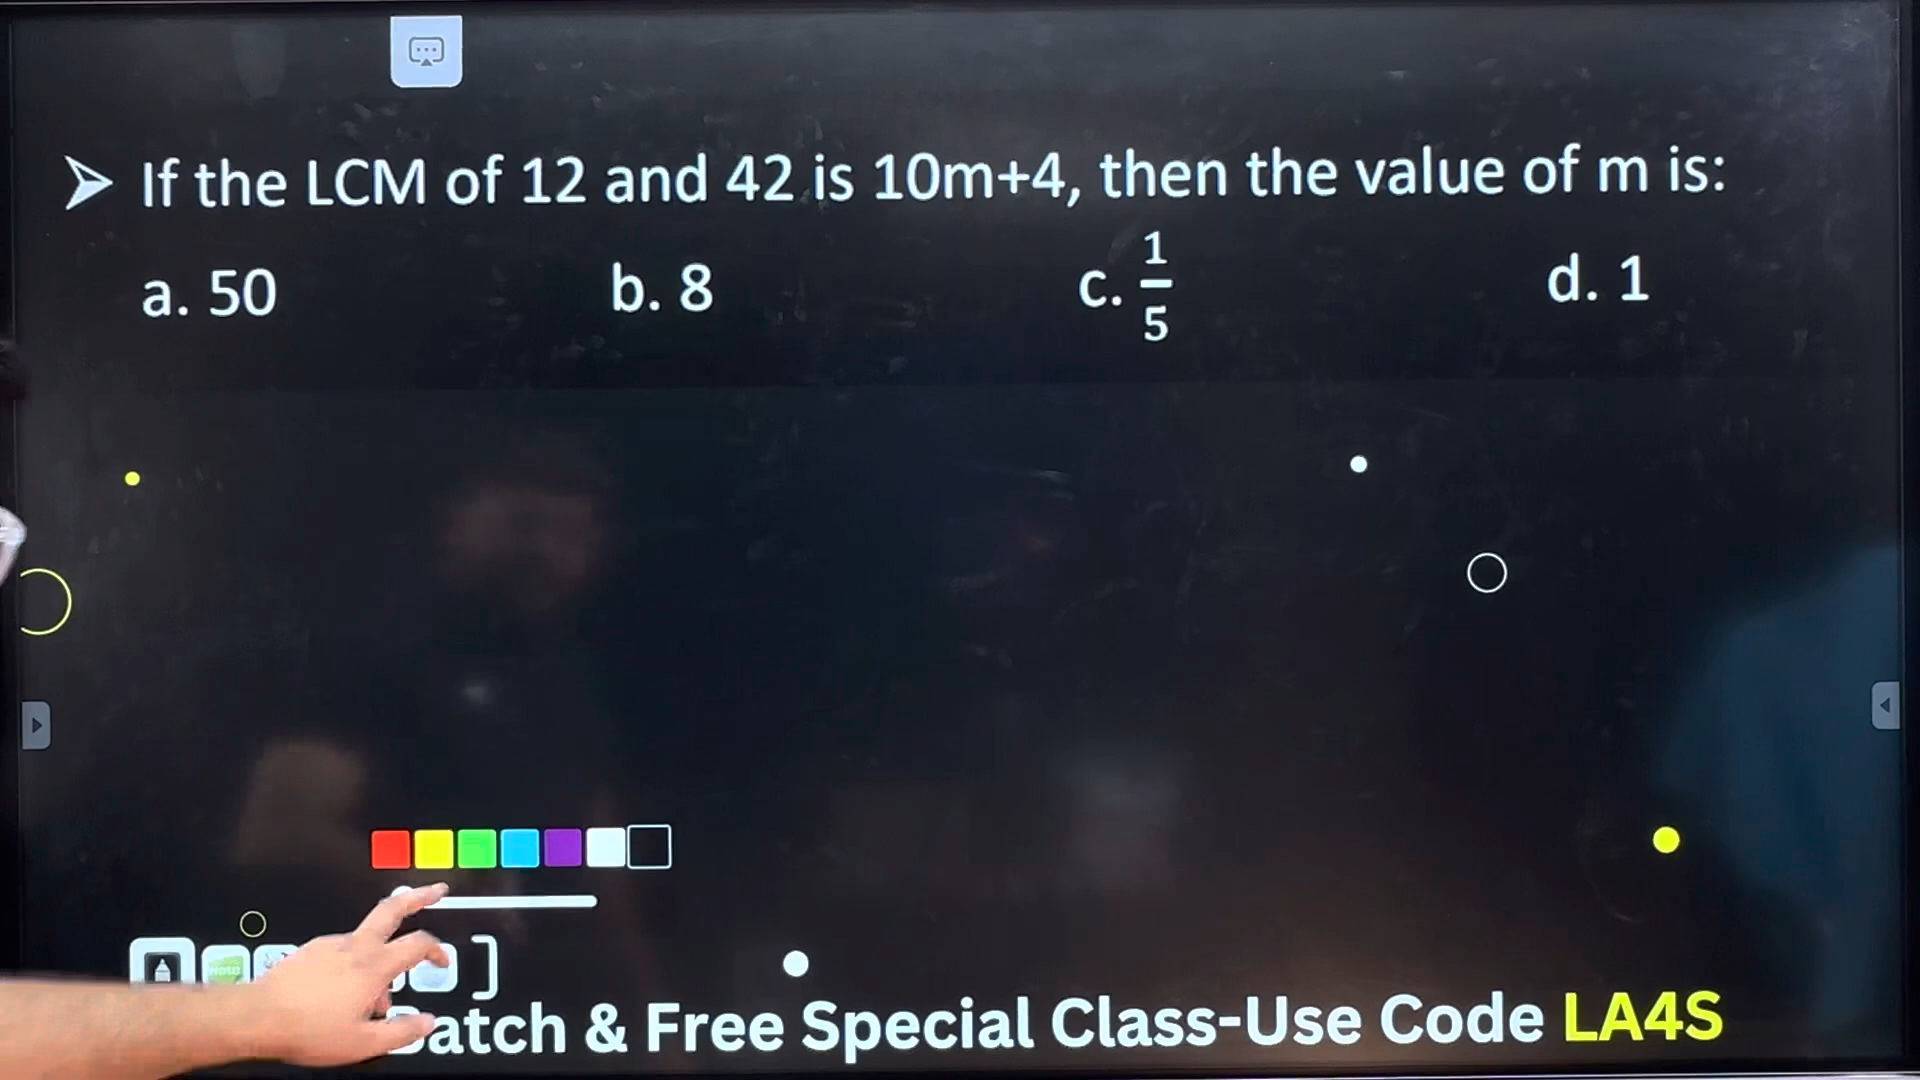 ➤ If the LCM of 12 and 42 is 10m+4, then the value of m is:
a. 50 b. 8 c. 1/5 d. 1
Batch & Free Special Class-Use Code LA4S